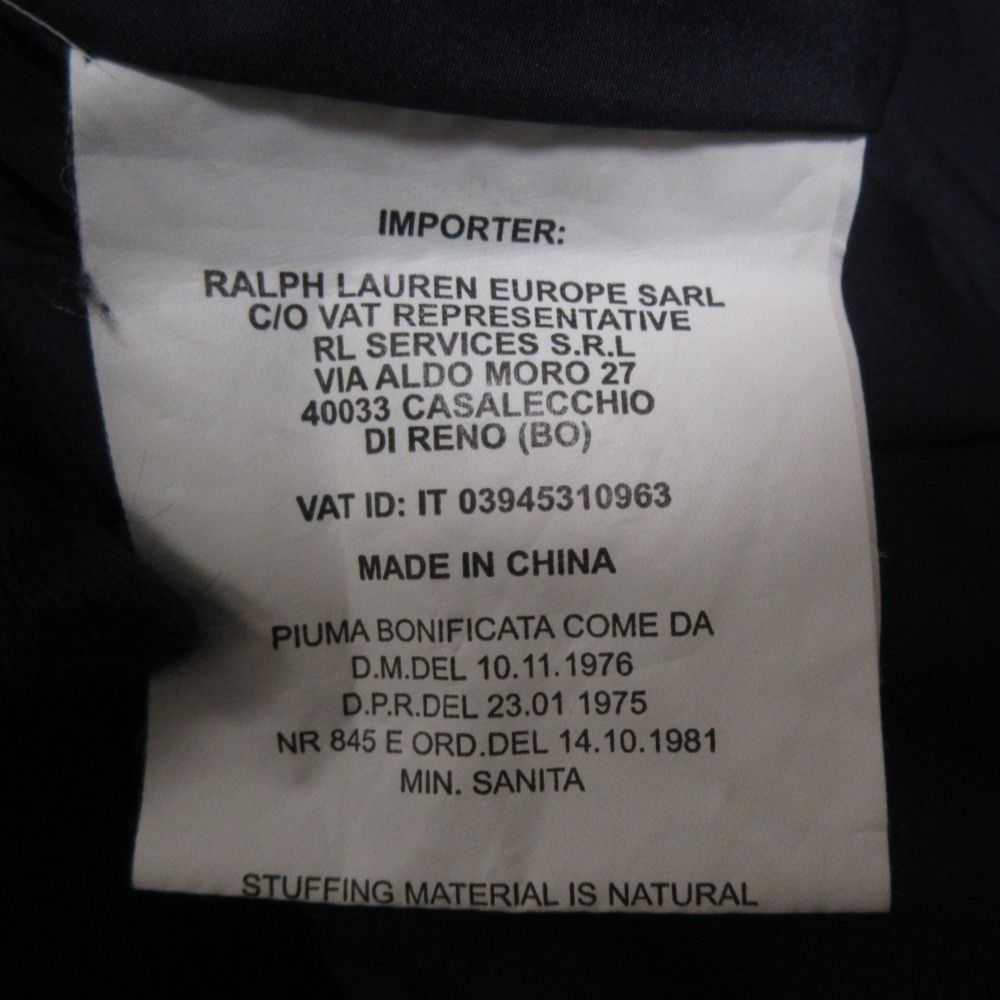 IMPORTER:
RALPH LAUREN EUROPE SARL
C/O VAT REPRESENTATIVE
RL SERVICES S.R.L
VIA ALDO MORO 27
40033 CASALECCHIO
DI RENO (BO)
VAT ID: IT 03945310963
MADE IN CHINA
PIUMA BONIFICATA COME DA
D.M.DEL 10.11.1976
D.P.R.DEL 23.01 1975
NR 845 E ORD.DEL 14.10.1981
MIN. SANITA
STUFFING MATERIAL IS NATURAL